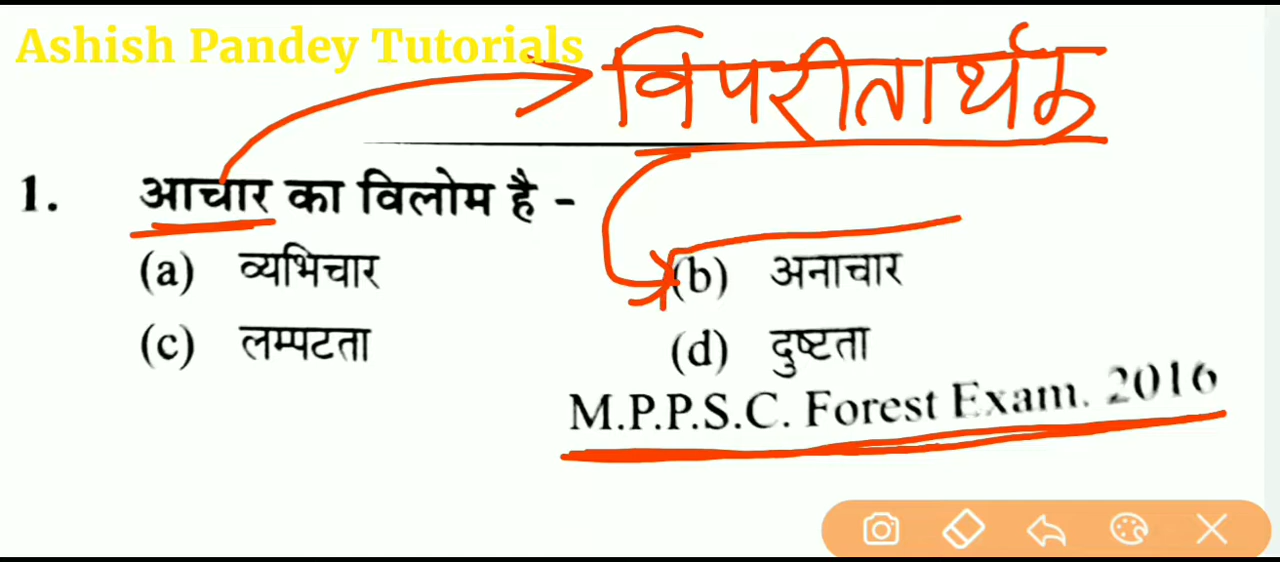 Ashish Pandey Tutorials
विपरीतार्थक
1. आचार का विलोम है -
(a) व्यभिचार (b) अनाचार
(c) लम्पटता (d) दुष्टता
M.P.P.S.C. Forest Exam. 2016